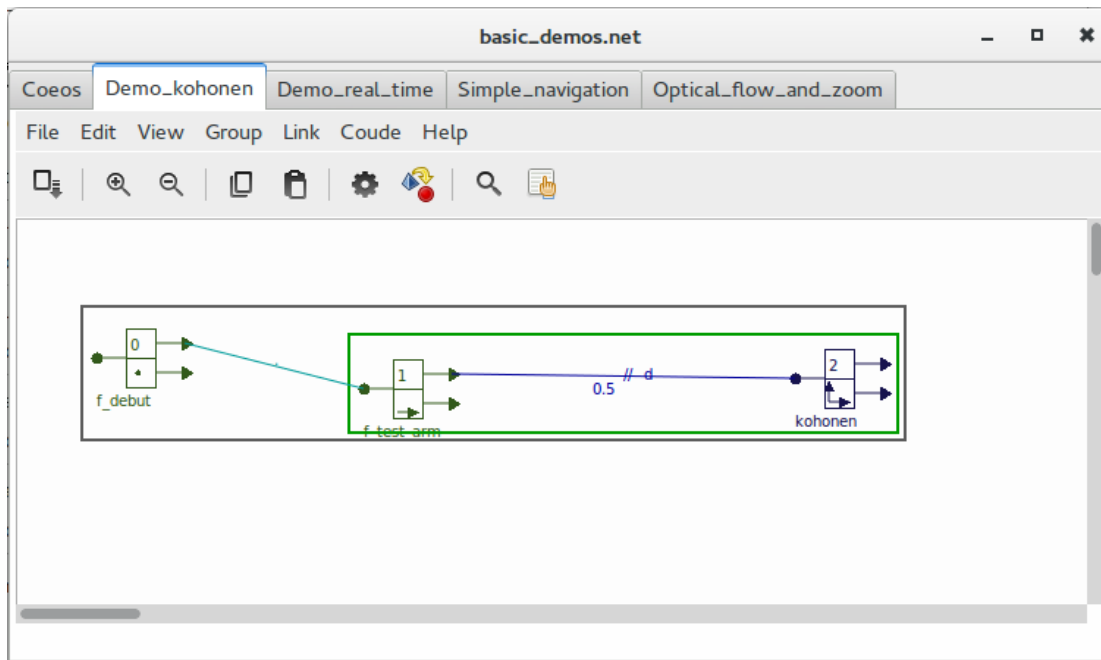 basic_demos.net
Coeos Demo_kohonen Demo_real_time Simple_navigation Optical_flow_and_zoom
File Edit View Group Link Coude Help
0
f_debut
1
f_test_arm
// d
0.5
2
kohonen